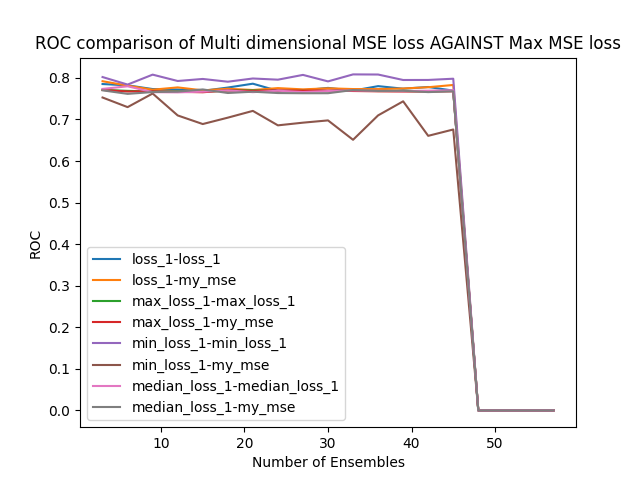 ROC comparison of Multi dimensional MSE loss AGAINST Max MSE loss
0.8
0.7
0.6
0.5
0.4
0.3
0.2
0.1
0.0
ROC
loss_1-loss_1
loss_1-my_mse
max_loss_1-max_loss_1
max_loss_1-my_mse
min_loss_1-min_loss_1
min_loss_1-my_mse
median_loss_1-median_loss_1
median_loss_1-my_mse
10 20 30 40 50
Number of Ensembles